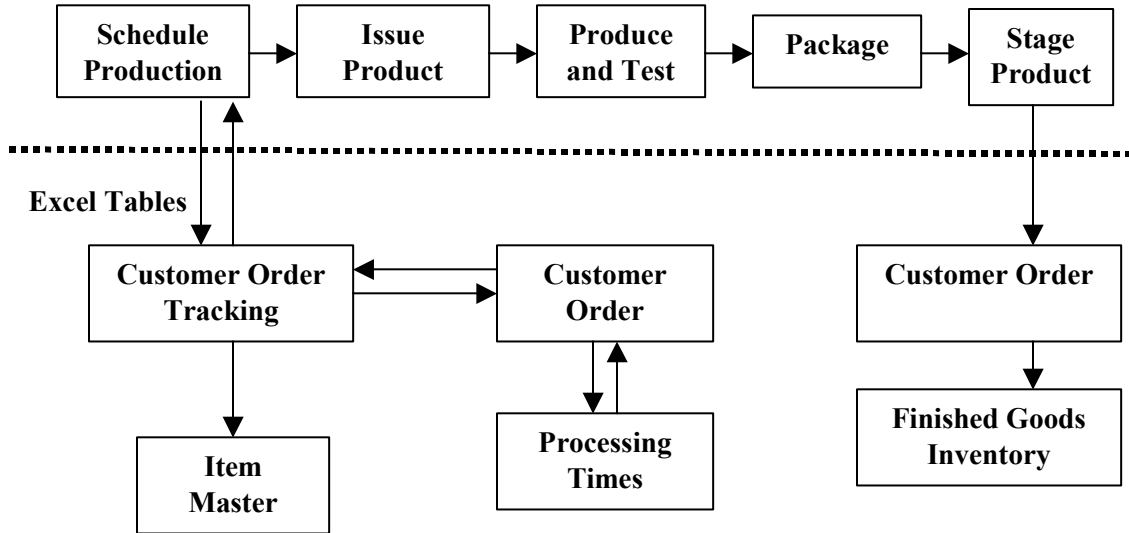 Schedule
Production
Issue
Product
Produce
and Test
Package
Stage
Product
Excel Tables
Customer Order
Tracking
Customer
Order
Customer Order
Item
Master
Processing
Times
Finished Goods
Inventory